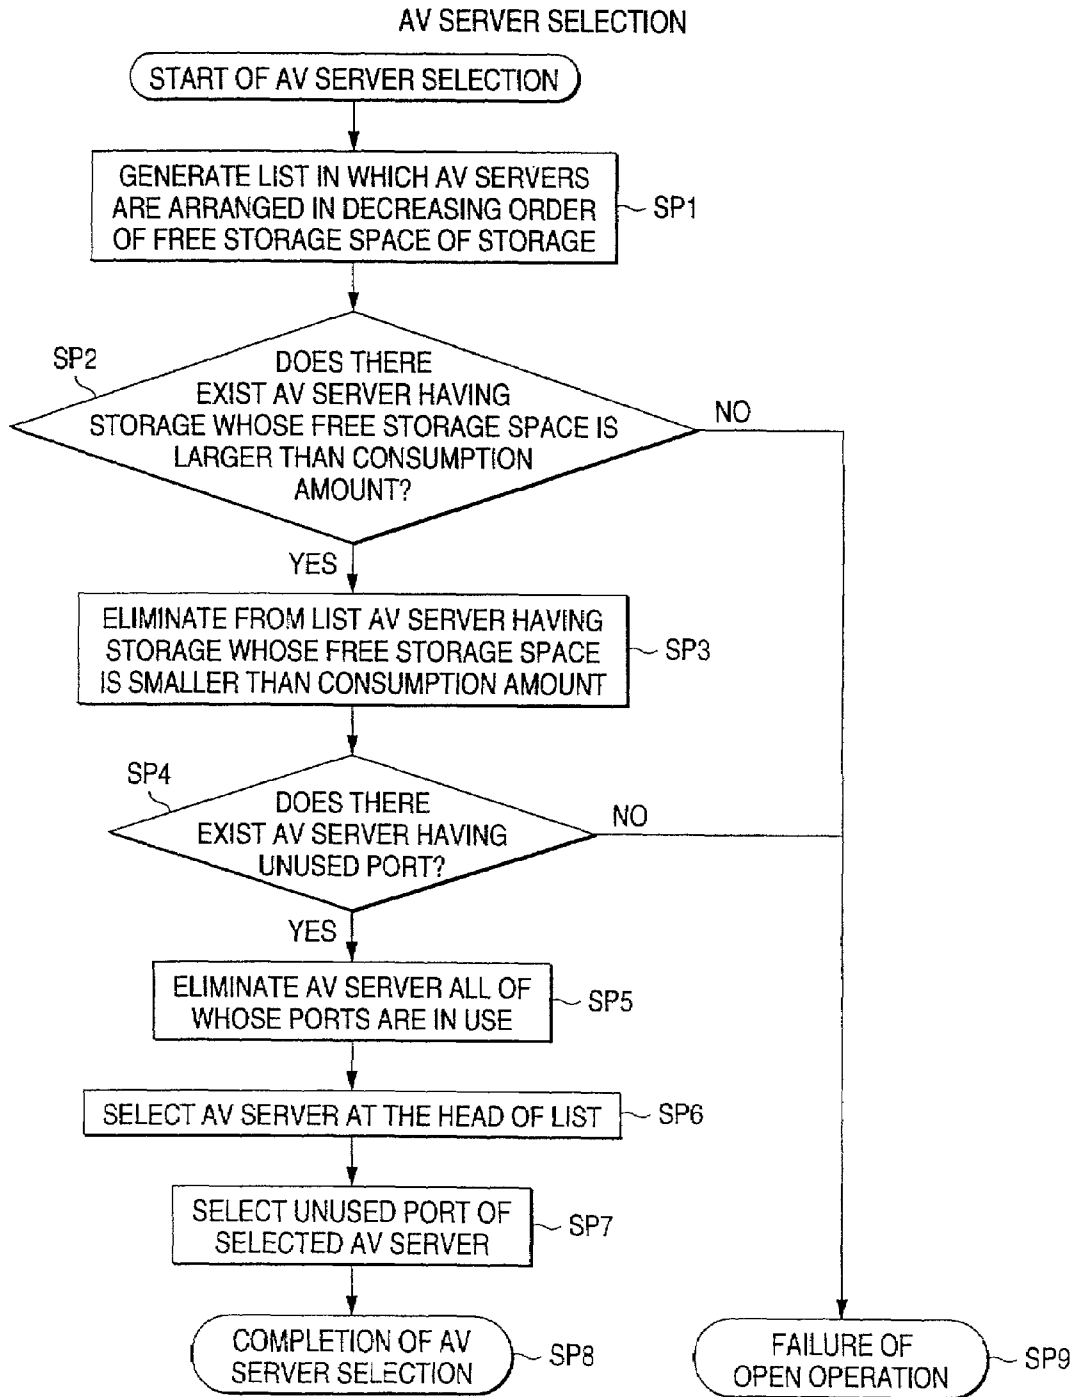 AV SERVER SELECTION
START OF AV SERVER SELECTION
GENERATE LIST IN WHICH AV SERVERS
ARE ARRANGED IN DECREASING ORDER
OF FREE STORAGE SPACE OF STORAGE
SP1
SP2
DOES THERE
EXIST AV SERVER HAVING
STORAGE WHOSE FREE STORAGE SPACE IS
LARGER THAN CONSUMPTION
AMOUNT?
NO
YES
ELIMINATE FROM LIST AV SERVER HAVING
STORAGE WHOSE FREE STORAGE SPACE
IS SMALLER THAN CONSUMPTION AMOUNT
SP3
SP4
DOES THERE
EXIST AV SERVER HAVING
UNUSED PORT?
NO
YES
ELIMINATE AV SERVER ALL OF
WHOSE PORTS ARE IN USE
SP5
SELECT AV SERVER AT THE HEAD OF LIST
SP6
SELECT UNUSED PORT OF
SELECTED AV SERVER
SP7
COMPLETION OF AV
SERVER SELECTION
SP8
FAILURE OF
OPEN OPERATION
SP9